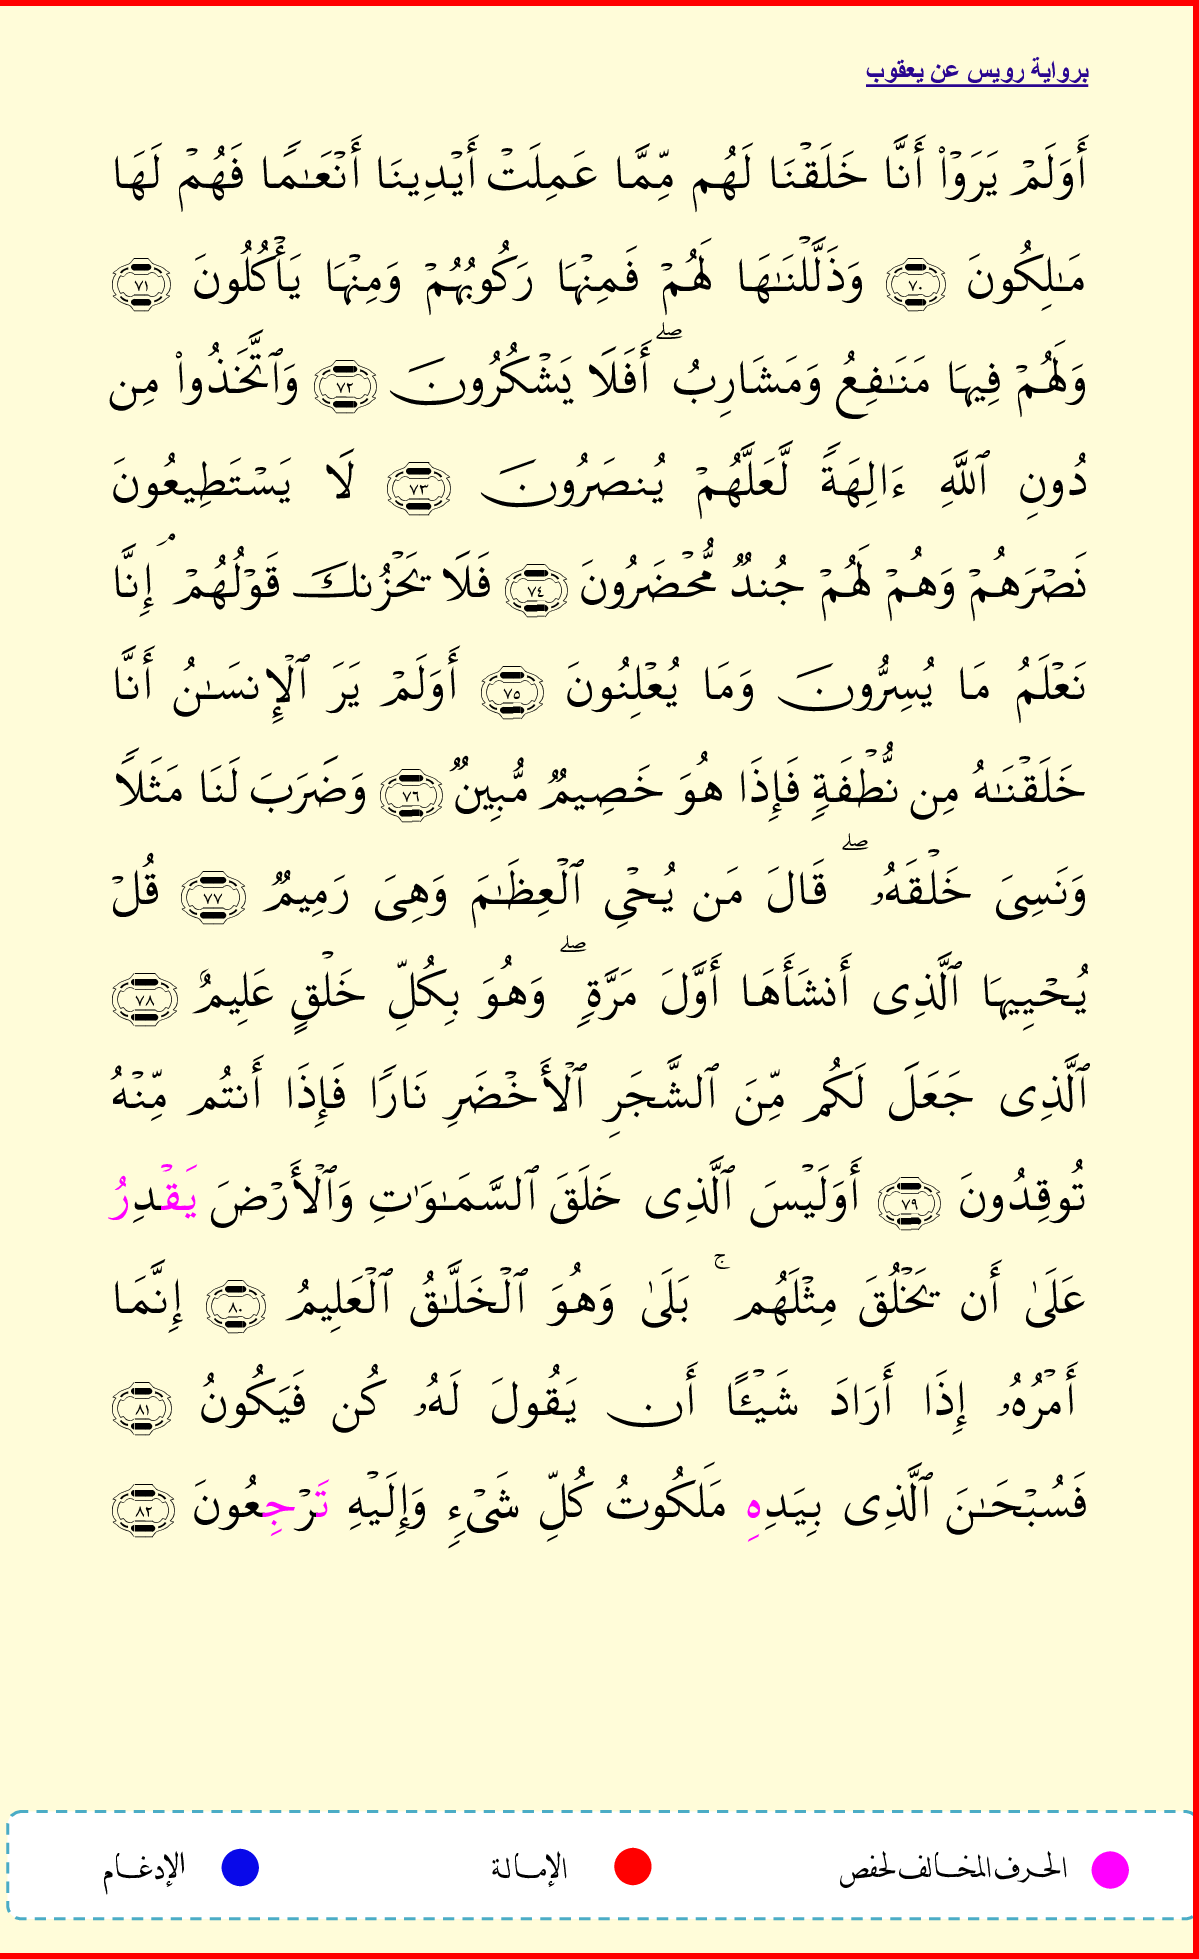 برواية رويس عن يعقوب
أَوَلَمۡ يَرَوۡاْ أَنَّا خَلَقۡنَا لَهُم مِّمَّا عَمِلَتۡ أَيۡدِينَا أَنۡعَٰمٗا فَهُمۡ لَهَا
مَٰلِكُونَ ٧٠ وَذَلَّلۡنَٰهَا لَهُمۡ فَمِنۡهَا رَكُوبُهُمۡ وَمِنۡهَا يَأۡكُلُونَ ٧١
وَلَهُمۡ فِيهَا مَنَٰفِعُ وَمَشَارِبُۖ أَفَلَا يَشۡكُرُونَ ٧٢ وَٱتَّخَذُواْ مِن
دُونِ ٱللَّهِ ءَالِهَةٗ لَّعَلَّهُمۡ يُنصَرُونَ ٧٣ لَا يَسۡتَطِيعُونَ
نَصۡرَهُمۡ وَهُمۡ لَهُمۡ جُندٞ مُّحۡضَرُونَ ٧٤ فَلَا يَحۡزُنكَ قَوۡلُهُمۡۘ إِنَّا
نَعۡلَمُ مَا يُسِرُّونَ وَمَا يُعۡلِنُونَ ٧٥ أَوَلَمۡ يَرَ ٱلۡإِنسَٰنُ أَنَّا
خَلَقۡنَٰهُ مِن نُّطۡفَةٖ فَإِذَا هُوَ خَصِيمٞ مُّبِينٞ ٧٦ وَضَرَبَ لَنَا مَثَلٗا
وَنَسِيَ خَلۡقَهُۥۖ قَالَ مَن يُحۡيِ ٱلۡعِظَٰمَ وَهِيَ رَمِيمٞ ٧٧ قُلۡ
يُحۡيِيهَا ٱلَّذِي أَنشَأَهَا أَوَّلَ مَرَّةٖۖ وَهُوَ بِكُلِّ خَلۡقٍ عَلِيمٌ ٧٨
ٱلَّذِي جَعَلَ لَكُم مِّنَ ٱلشَّجَرِ ٱلۡأَخۡضَرِ نَارٗا فَإِذَا أَنتُم مِّنۡهُ
تُوقِدُونَ ٧٩ أَوَلَيۡسَ ٱلَّذِي خَلَقَ ٱلسَّمَٰوَٰتِ وَٱلۡأَرۡضَ يَقۡدِرُ
عَلَىٰ أَن يَخۡلُقَ مِثۡلَهُمۚ بَلَىٰ وَهُوَ ٱلۡخَلَّٰقُ ٱلۡعَلِيمُ ٨٠ إِنَّمَا
أَمۡرُهُۥ إِذَا أَرَادَ شَيۡـًٔا أَن يَقُولَ لَهُۥ كُن فَيَكُونُ ٨١
فَسُبۡحَٰنَ ٱلَّذِي بِيَدِهِ مَلَكُوتُ كُلِّ شَيۡءٖ وَإِلَيۡهِ تَرۡجِعُونَ ٨٢
الحرف المخالف لحفص الإمالة الإدغام